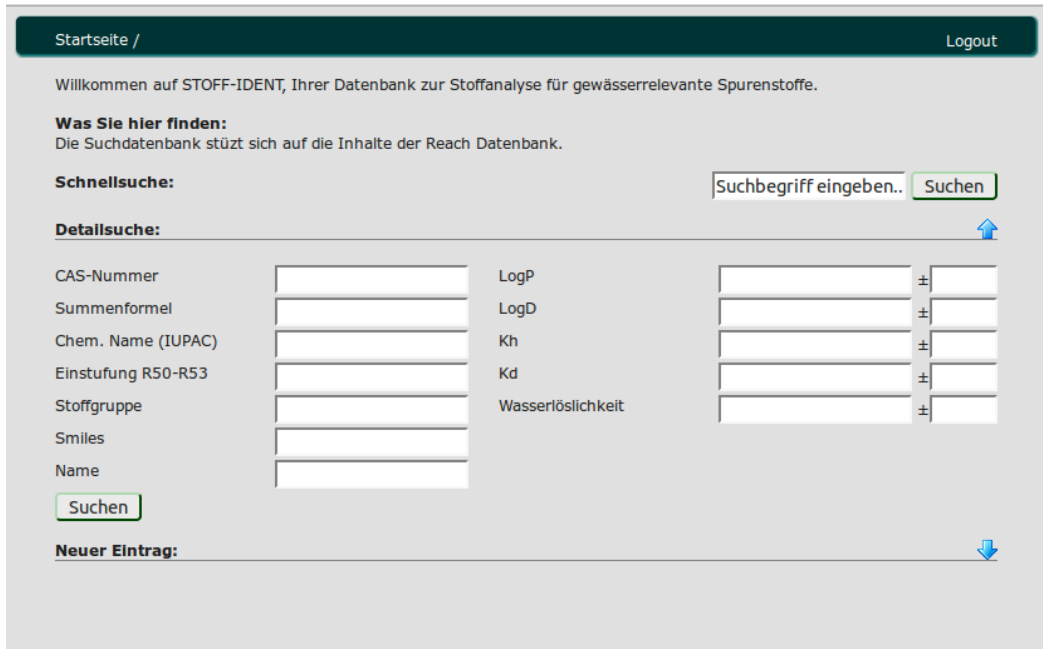 Startseite / Logout
Willkommen auf STOFF-IDENT, Ihrer Datenbank zur Stoffanalyse für gewässerrelevante Spurenstoffe.
Was Sie hier finden:
Die Suchdatenbank stüzt sich auf die Inhalte der Reach Datenbank.
Schnellsuche: Suchbegriff eingeben.. Suchen
Detailsuche:
CAS-Nummer LogP ±
Summenformel LogD ±
Chem. Name (IUPAC) Kh ±
Einstufung R50-R53 Kd ±
Stoffgruppe Wasserlöslichkeit ±
Smiles
Name
Suchen
Neuer Eintrag: